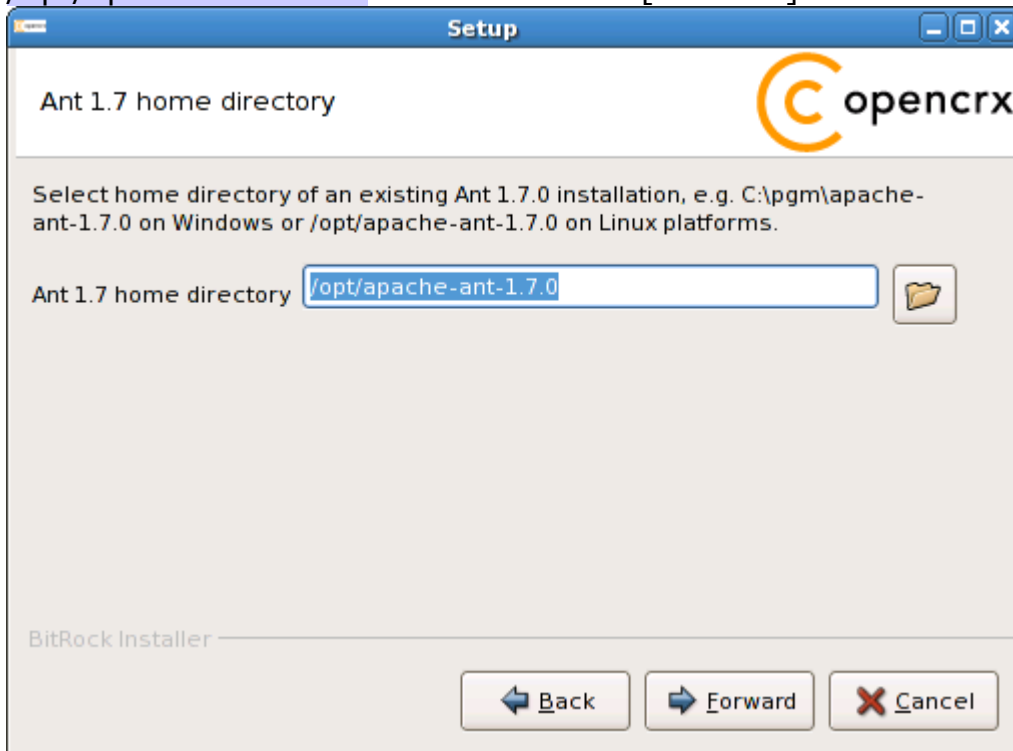 Setup
Ant 1.7 home directory
opencrx
Select home directory of an existing Ant 1.7.0 installation, e.g. C:\pgm\apache-
ant-1.7.0 on Windows or /opt/apache-ant-1.7.0 on Linux platforms.
Ant 1.7 home directory /opt/apache-ant-1.7.0
BitRock Installer
Back Forward Cancel